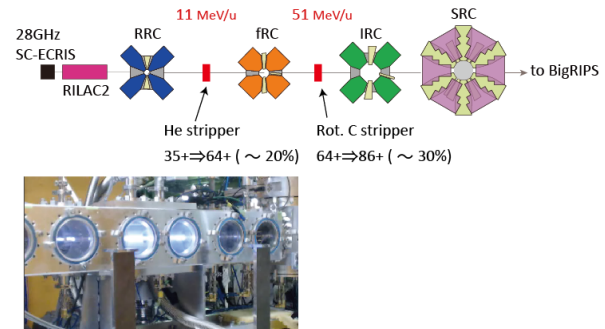 11 MeV/u
51 MeV/u
SRC
28GHz
SC-ECRIS
RRC
fRC
IRC
RILAC2
to BigRIPS
He stripper
Rot. C stripper
35+⇒64+ ( ～ 20%)
64+⇒86+ ( ～ 30%)